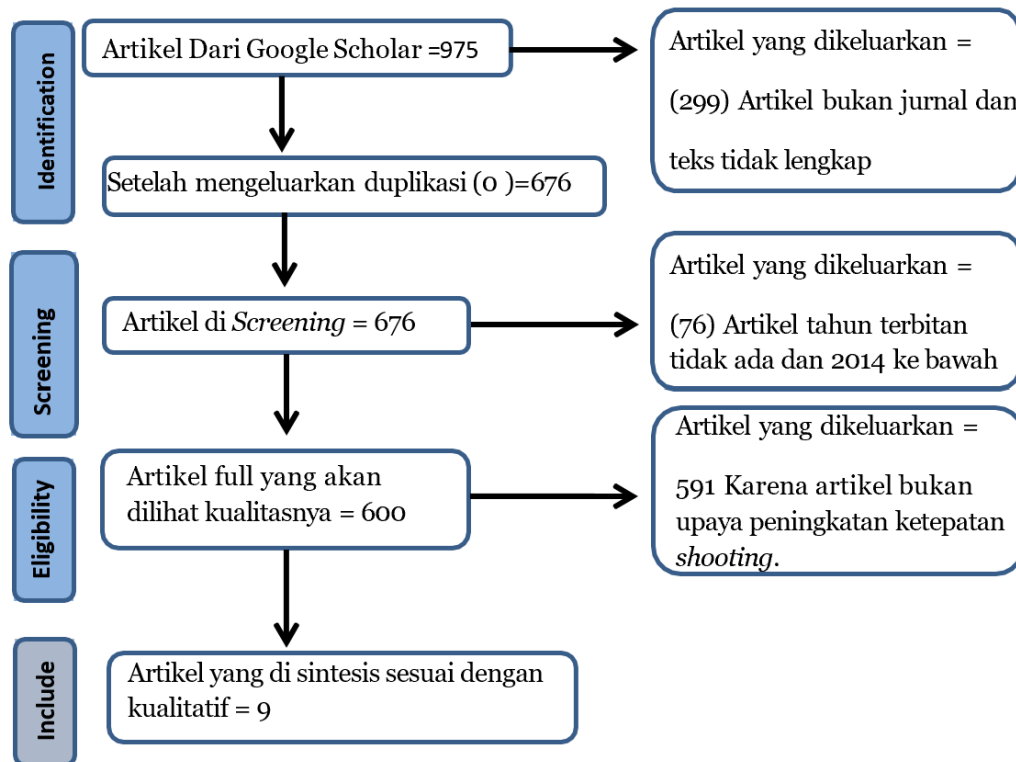 Identification
Artikel Dari Google Scholar =975
Artikel yang dikeluarkan =
(299) Artikel bukan jurnal dan
teks tidak lengkap
Setelah mengeluarkan duplikasi (0 )=676
Screening
Artikel di Screening = 676
Artikel yang dikeluarkan =
(76) Artikel tahun terbitan
tidak ada dan 2014 ke bawah
Eligibility
Artikel full yang akan
dilihat kualitasnya = 600
Artikel yang dikeluarkan =
591 Karena artikel bukan
upaya peningkatan ketepatan
shooting.
Include
Artikel yang di sintesis sesuai dengan
kualitatif = 9